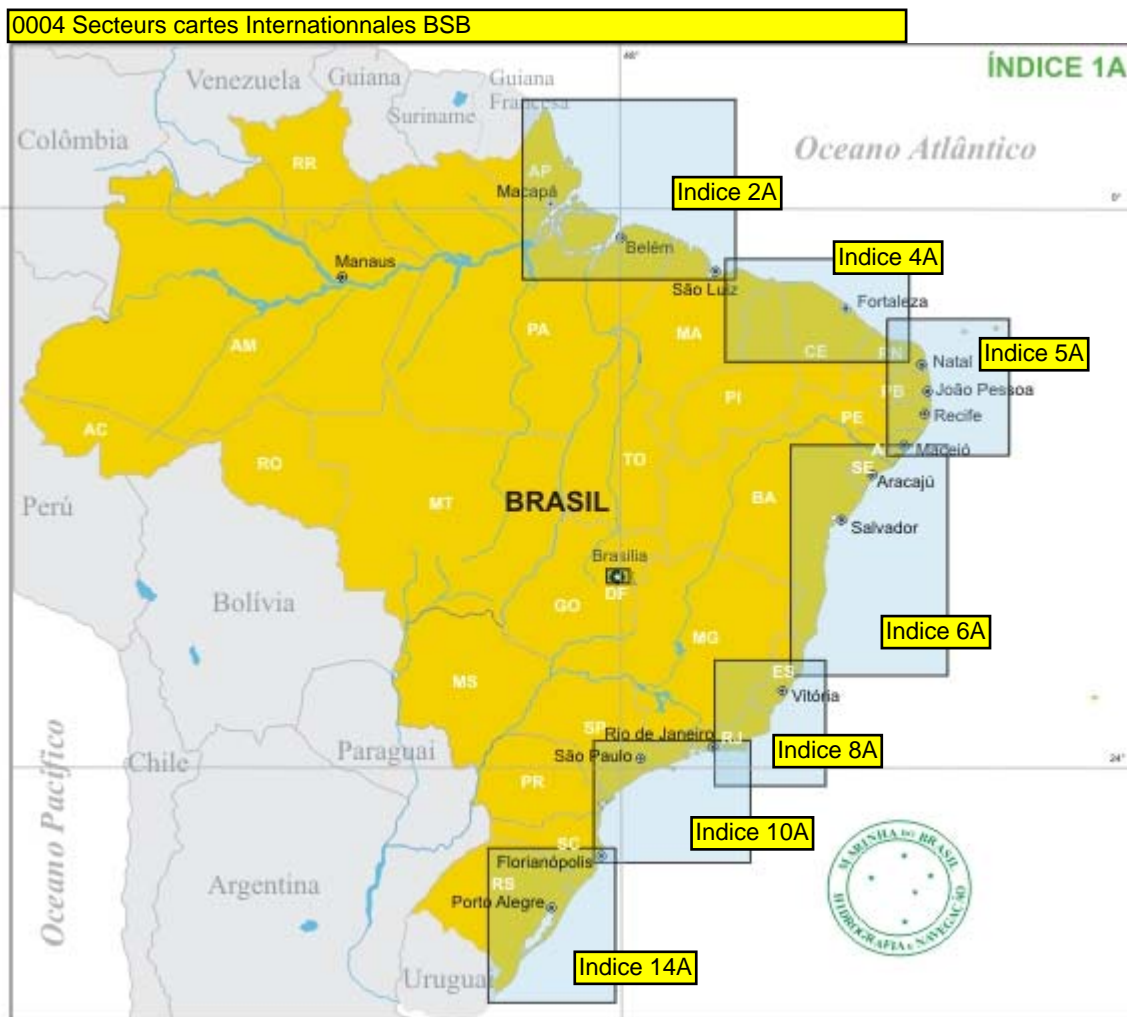 0004 Secteurs cartes Internationnales BSB
ÍNDICE 1A
48°
Venezuela
Guiana
Guiana
Francesa
Suriname
Colômbia
Oceano Atlântico
RR
AP
Macapá
Indice 2A
0°
Belém
Indice 4A
Manaus
São Luiz
Fortaleza
AM
PA
MA
CE
RN
Indice 5A
Natal
PI
PB
João Pessoa
PE
Recife
AC
RO
TO
Maceió
SE
Aracajú
Perú
MT
BRASIL
BA
Salvador
Brasília
DF
GO
Bolívia
Indice 6A
MG
MS
ES
Vitória
SP
Rio de Janeiro
RJ
Paraguai
São Paulo
Indice 8A
Chile
24°
PR
Oceano Pacífico
Indice 10A
SC
Florianópolis
MARINHA DO BRASIL
HIDROGRAFIA e NAVEGAÇÃO
Argentina
RS
Porto Alegre
Indice 14A
Uruguai